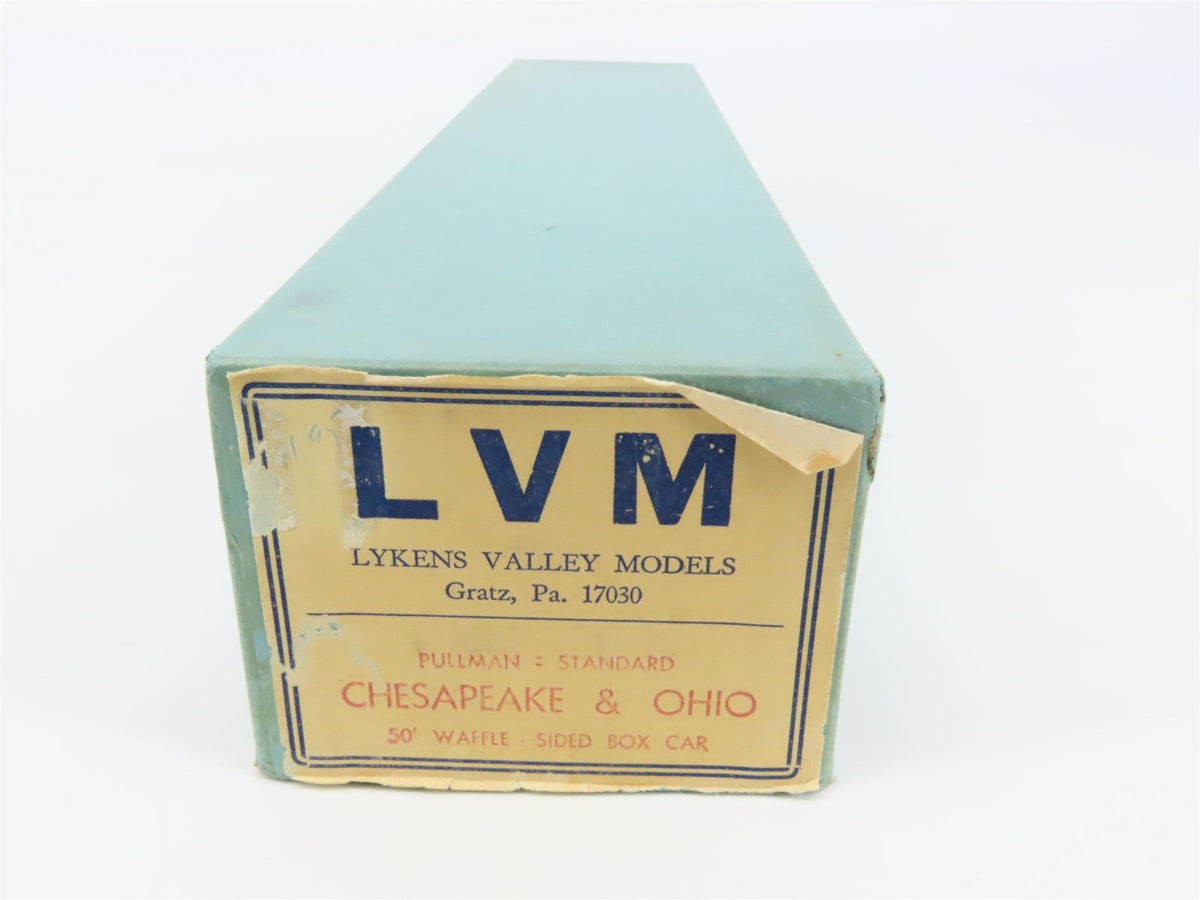 LVM
LYKENS VALLEY MODELS
Gratz, Pa. 17030
PULLMAN = STANDARD
CHESAPEAKE & OHIO
50' WAFFLE - SIDED BOX CAR